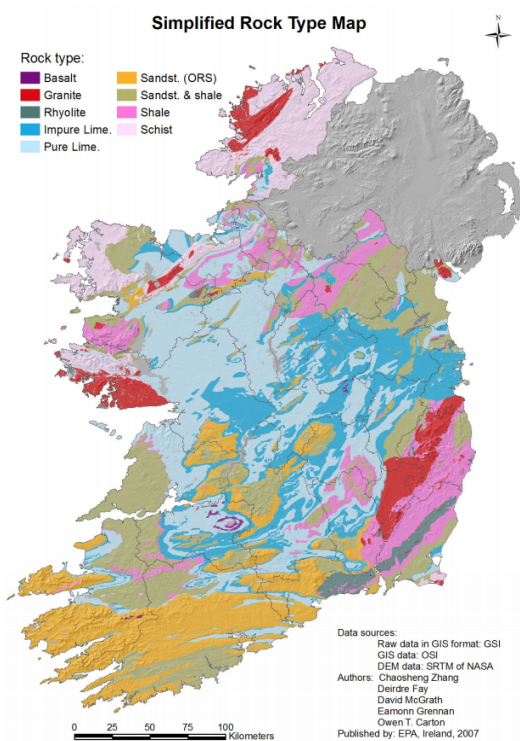 Simplified Rock Type Map
N
Rock type:
Basalt
Granite
Rhyolite
Impure Lime.
Pure Lime.
Sandst. (ORS)
Sandst. & shale
Shale
Schist
Data sources:
Raw data in GIS format: GSI
GIS data: OSI
DEM data: SRTM of NASA
Authors: Chaosheng Zhang
Deirdre Fay
David McGrath
Eamonn Grennan
Owen T. Carton
Published by: EPA, Ireland, 2007
0 25 50 75 100
Kilometers